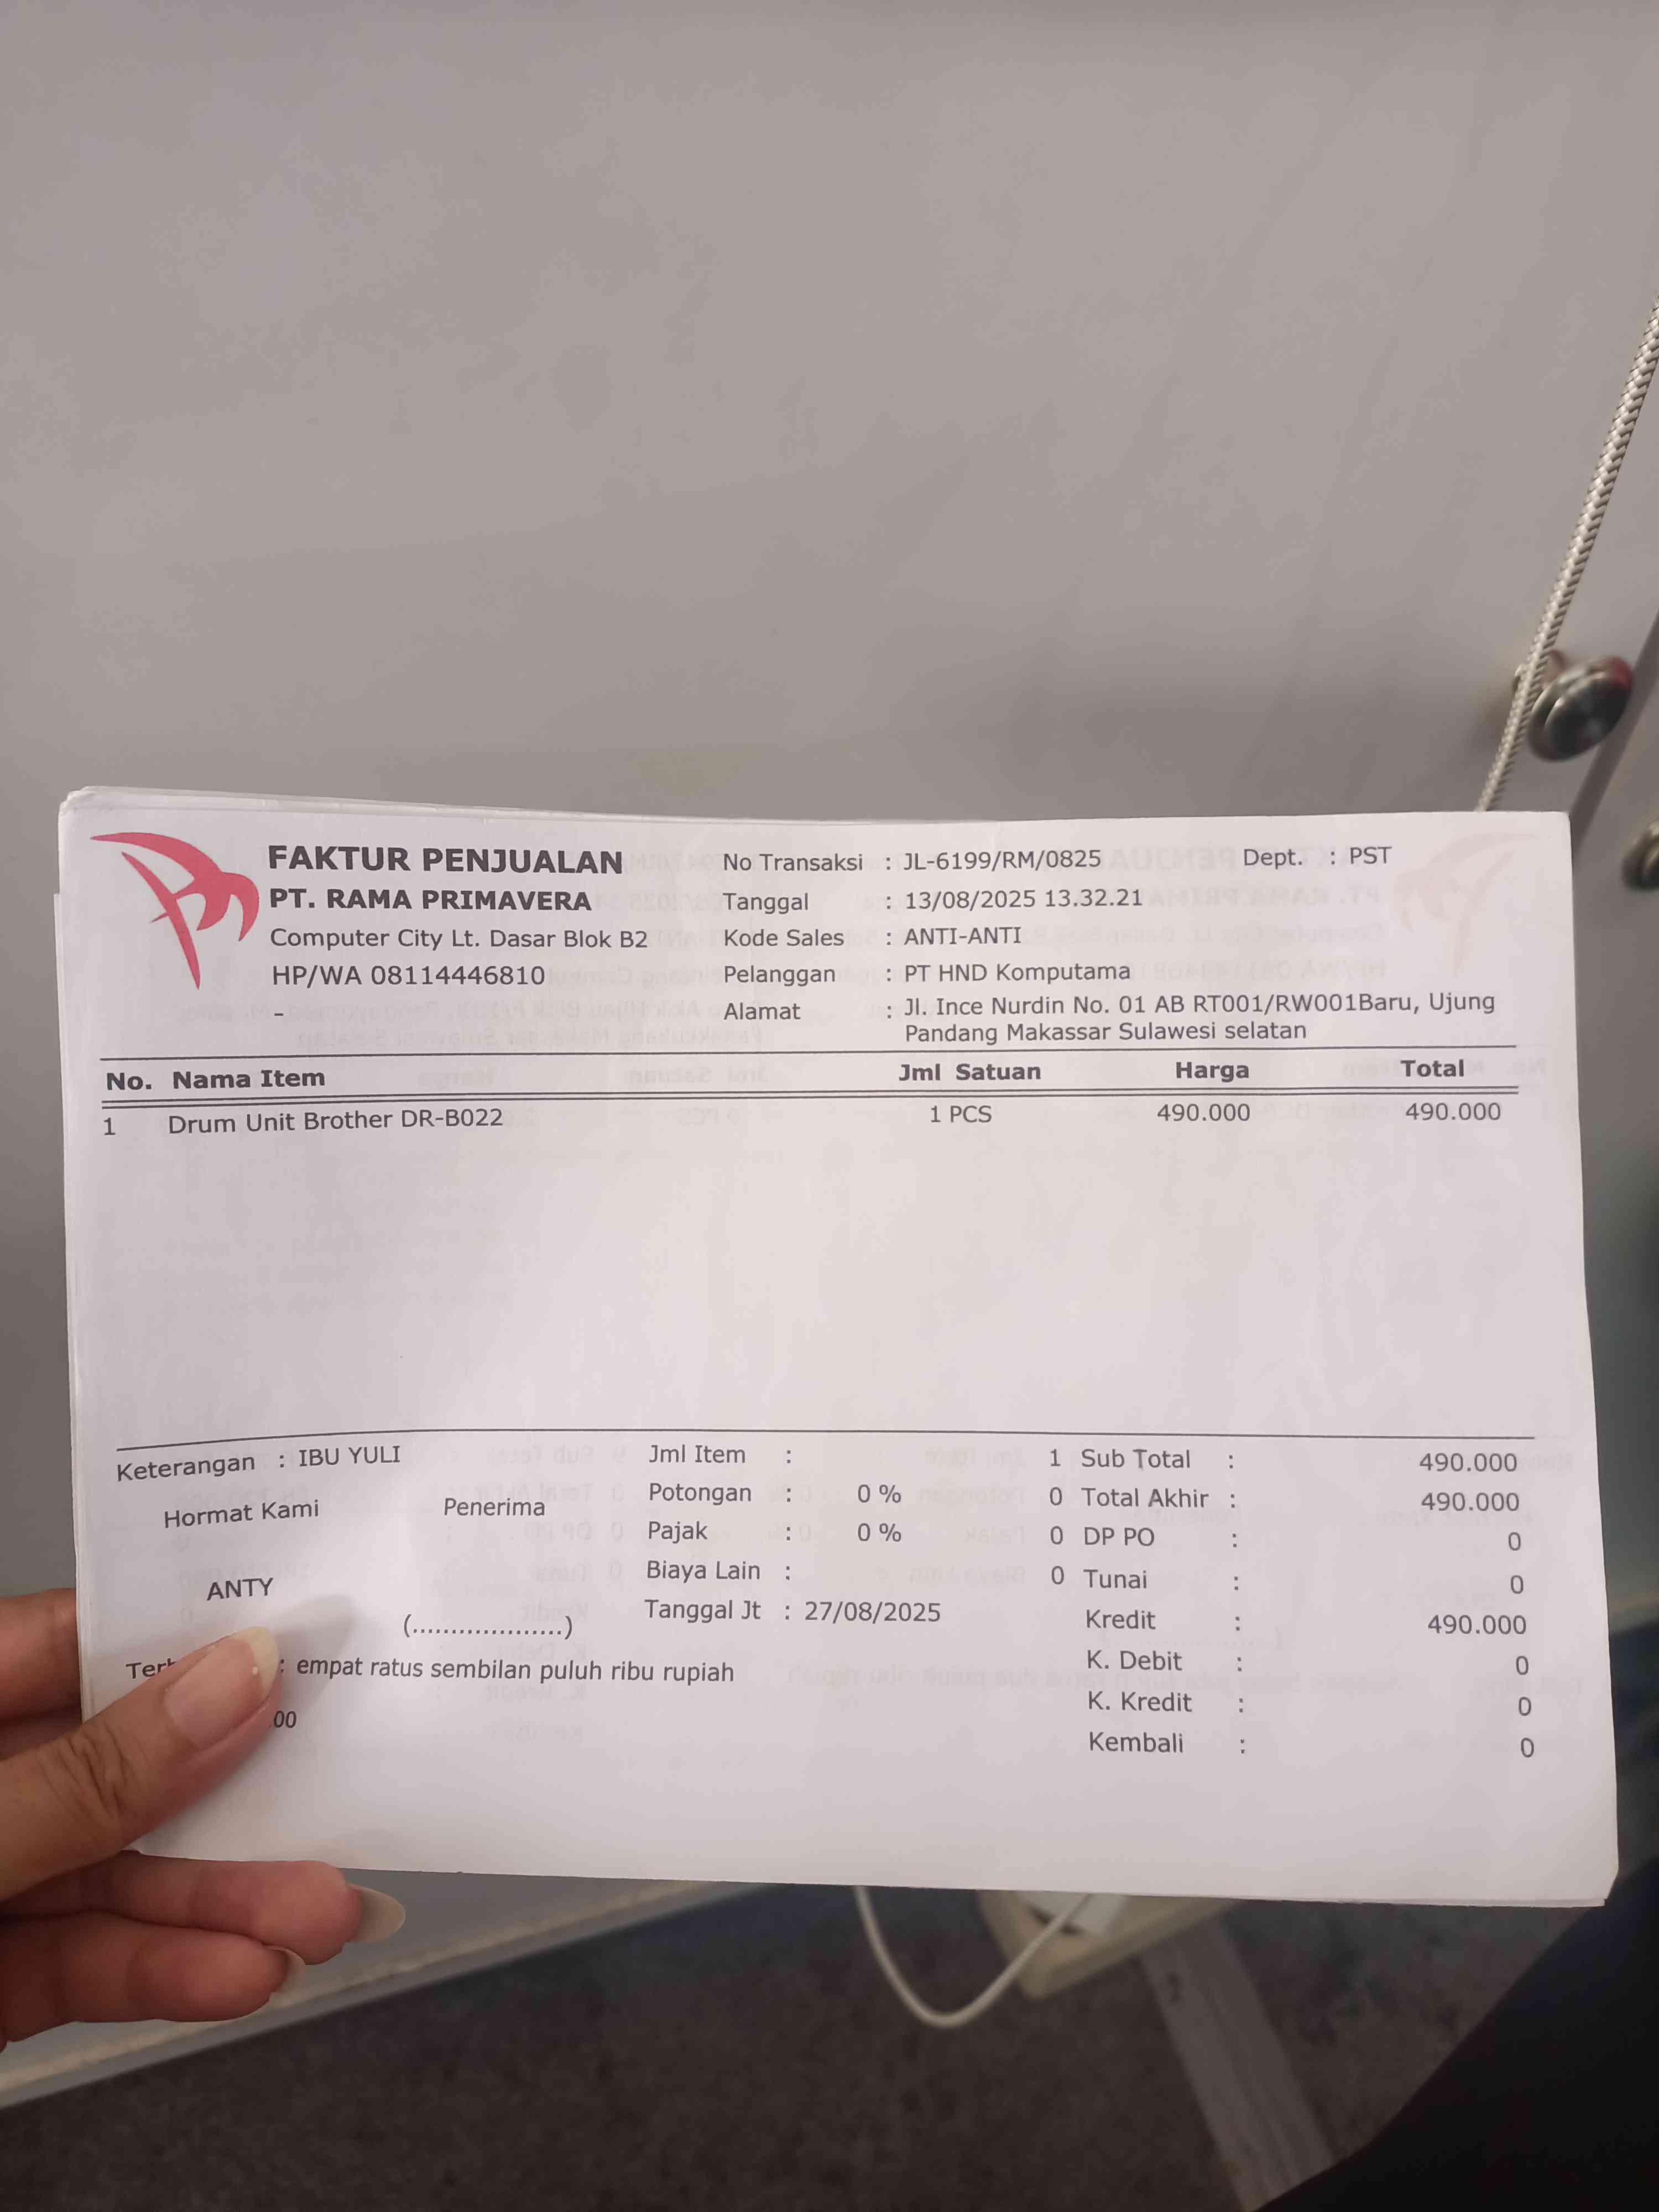 FAKTUR PENJUALAN
PT. RAMA PRIMAVERA
Computer City Lt. Dasar Blok B2
HP/WA 08114446810
-
No Transaksi : JL-6199/RM/0825 Dept. : PST
Tanggal : 13/08/2025 13.32.21
Kode Sales : ANTI-ANTI
Pelanggan : PT HND Komputama
Alamat : Jl. Ince Nurdin No. 01 AB RT001/RW001Baru, Ujung
Pandang Makassar Sulawesi selatan
No. Nama Item Jml Satuan Harga Total
1 Drum Unit Brother DR-B022 1 PCS 490.000 490.000
Keterangan : IBU YULI
Hormat Kami Penerima
ANTY
(....................)
: empat ratus sembilan puluh ribu rupiah
Jml Item : 1
Potongan : 0 % 0
Pajak : 0 % 0
Biaya Lain : 0
Tanggal Jt : 27/08/2025
Sub Total : 490.000
Total Akhir : 490.000
DP PO : 0
Tunai : 0
Kredit : 490.000
K. Debit : 0
K. Kredit : 0
Kembali : 0